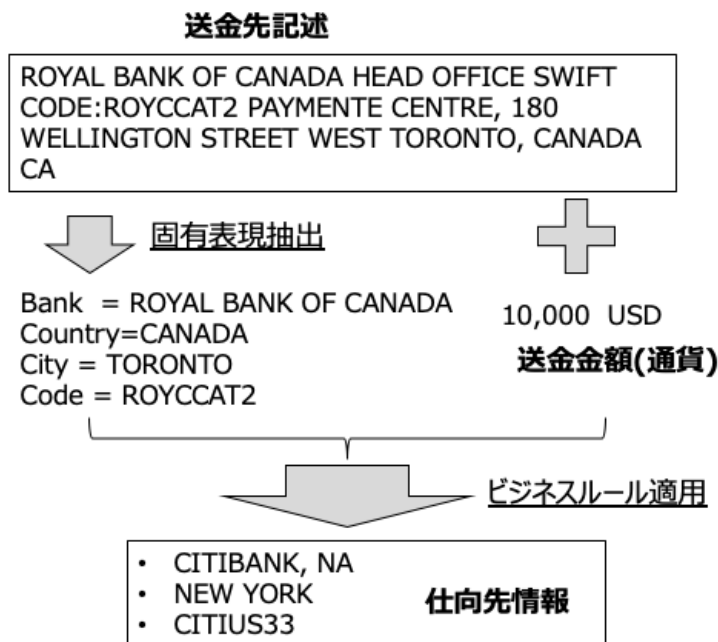 送金先記述
ROYAL BANK OF CANADA HEAD OFFICE SWIFT
CODE:ROYCCAT2 PAYMENTE CENTRE, 180
WELLINGTON STREET WEST TORONTO, CANADA
CA
固有表現抽出
Bank = ROYAL BANK OF CANADA
Country=CANADA
City = TORONTO
Code = ROYCCAT2
10,000 USD
送金金額(通貨)
ビジネスルール適用
• CITIBANK, NA
• NEW YORK
• CITIUS33
仕向先情報